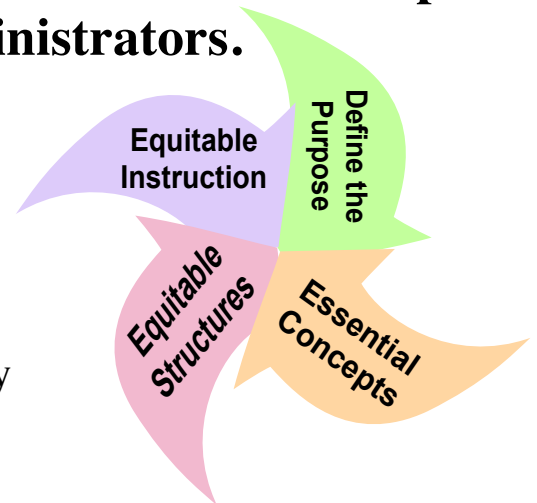 inistrators.
Equitable
Instruction
Define the
Purpose
Equitable
Structures
Essential
Concepts
y